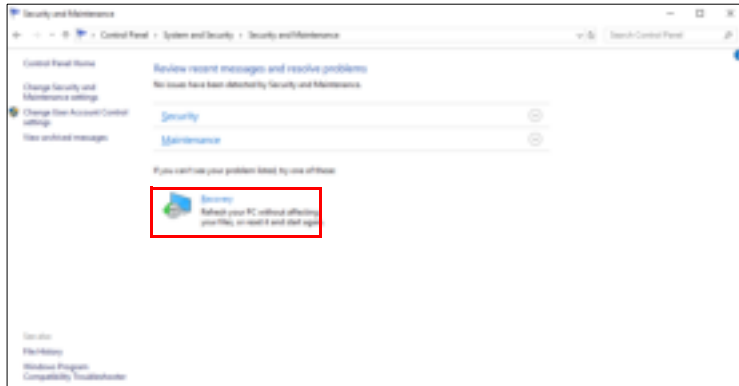 Security and Maintenance
Control Panel › System and Security › Security and Maintenance
Search Control Panel
Control Panel Home
Change Security and
Maintenance settings
Change User Account Control
settings
View archived messages
Review recent messages and resolve problems
No issues have been detected by Security and Maintenance.
Security
Maintenance
If you can't see your problem listed, try one of these:
Recovery
Refresh your PC without affecting
your files, or reset it and start again.
See also
File History
Windows Program
Compatibility Troubleshooter